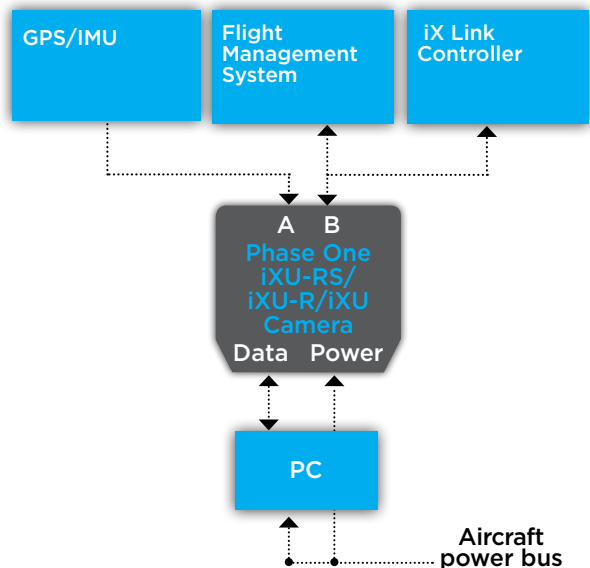 GPS/IMU
Flight
Management
System
iX Link
Controller
A B
Phase One
iXU-RS/
iXU-R/iXU
Camera
Data Power
PC
Aircraft
power bus